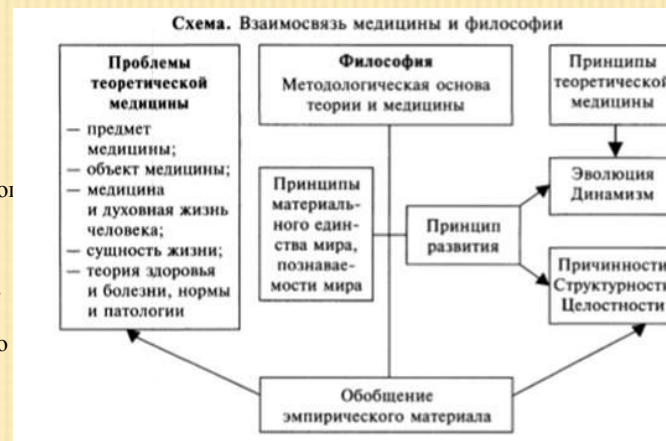 Схема. Взаимосвязь медицины и философии
Проблемы
теоретической
медицины
— предмет
медицины;
— объект медицины;
— медицина
и духовная жизнь
человека;
— сущность жизни;
— теория здоровья
и болезни, нормы
и патологии
Философия
Методологическая основа
теории и медицины
Принципы
теоретической
медицины
Принципы
материаль-
ного един-
ства мира,
познавае-
мости мира
Принцип
развития
Эволюция
Динамизм
Причинности
Структурности
Целостности
Обобщение
эмпирического материала